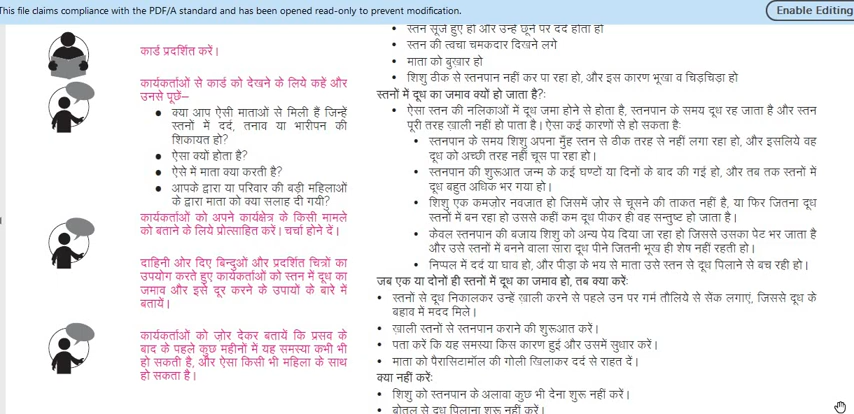 This file claims compliance with the PDF/A standard and has been opened read-only to prevent modification.
Enable Editing
कार्ड प्रदर्शित करें।
कार्यकर्ताओं से कार्ड को देखने के लिये कहें और
उनसे पूछें–
● क्या आप ऐसी माताओं से मिली हैं जिन्हें
स्तनों में दर्द, तनाव या भारीपन की
शिकायत हो?
● ऐसा क्यों होता है?
● ऐसे में माता क्या करती है?
● आपके द्वारा या परिवार की बड़ी महिलाओं
के द्वारा माता को क्या सलाह दी गयी?
कार्यकर्ताओं को अपने कार्यक्षेत्र के किसी मामले
को बताने के लिये प्रोत्साहित करें। चर्चा होने दें।
दाहिनी ओर दिए बिन्दुओं और प्रदर्शित चित्रों का
उपयोग करते हुए कार्यकर्ताओं को स्तन में दूध का
जमाव और इसे दूर करने के उपायों के बारे में
बतायें।
कार्यकर्ताओं को ज़ोर देकर बतायें कि प्रसव के
बाद के पहले कुछ महीनों में यह समस्या कभी भी
हो सकती है, और ऐसा किसी भी महिला के साथ
हो सकता है।
• स्तन सूजे हुए हों और उन्हें छूने पर दर्द होता हो
• स्तन की त्वचा चमकदार दिखने लगे
• माता को बुखार हो
• शिशु ठीक से स्तनपान नहीं कर पा रहा हो, और इस कारण भूखा व चिड़चिड़ा हो
स्तनों में दूध का जमाव क्यों हो जाता है?:
• ऐसा स्तन की नलिकाओं में दूध जमा होने से होता है, स्तनपान के समय दूध रह जाता है और स्तन
पूरी तरह ख़ाली नहीं हो पाता है। ऐसा कई कारणों से हो सकता है:
• स्तनपान के समय शिशु अपना मुँह स्तन से ठीक तरह से नहीं लगा रहा हो, और इसलिये वह
दूध को अच्छी तरह नहीं चूस पा रहा हो।
• स्तनपान की शुरूआत जन्म के कई घण्टों या दिनों के बाद की गई हो, और तब तक स्तनों में
दूध बहुत अधिक भर गया हो।
• शिशु एक कमज़ोर नवजात हो जिसमें ज़ोर से चूसने की ताकत नहीं है, या फिर जितना दूध
स्तनों में बन रहा हो उससे कहीं कम दूध पीकर ही वह सन्तुष्ट हो जाता है।
• केवल स्तनपान की बजाय शिशु को अन्य पेय दिया जा रहा हो जिससे उसका पेट भर जाता है
और उसे स्तनों में बनने वाला सारा दूध पीने जितनी भूख ही शेष नहीं रहती हो।
• निप्पल में दर्द या घाव हो, और पीड़ा के भय से माता उसे स्तन से दूध पिलाने से बच रही हो।
जब एक या दोनों ही स्तनों में दूध का जमाव हो, तब क्या करें:
• स्तनों से दूध निकालकर उन्हें ख़ाली करने से पहले उन पर गर्म तौलिये से सेंक लगाएं, जिससे दूध के
बहाव में मदद मिले।
• ख़ाली स्तनों से स्तनपान कराने की शुरूआत करें।
• पता करें कि यह समस्या किस कारण हुई और उसमें सुधार करें।
• माता को पैरासिटामॉल की गोली खिलाकर दर्द से राहत दें।
क्या नहीं करें:
• शिशु को स्तनपान के अलावा कुछ भी देना शुरू नहीं करें।
• बोतल से दूध पिलाना शुरू नहीं करें।